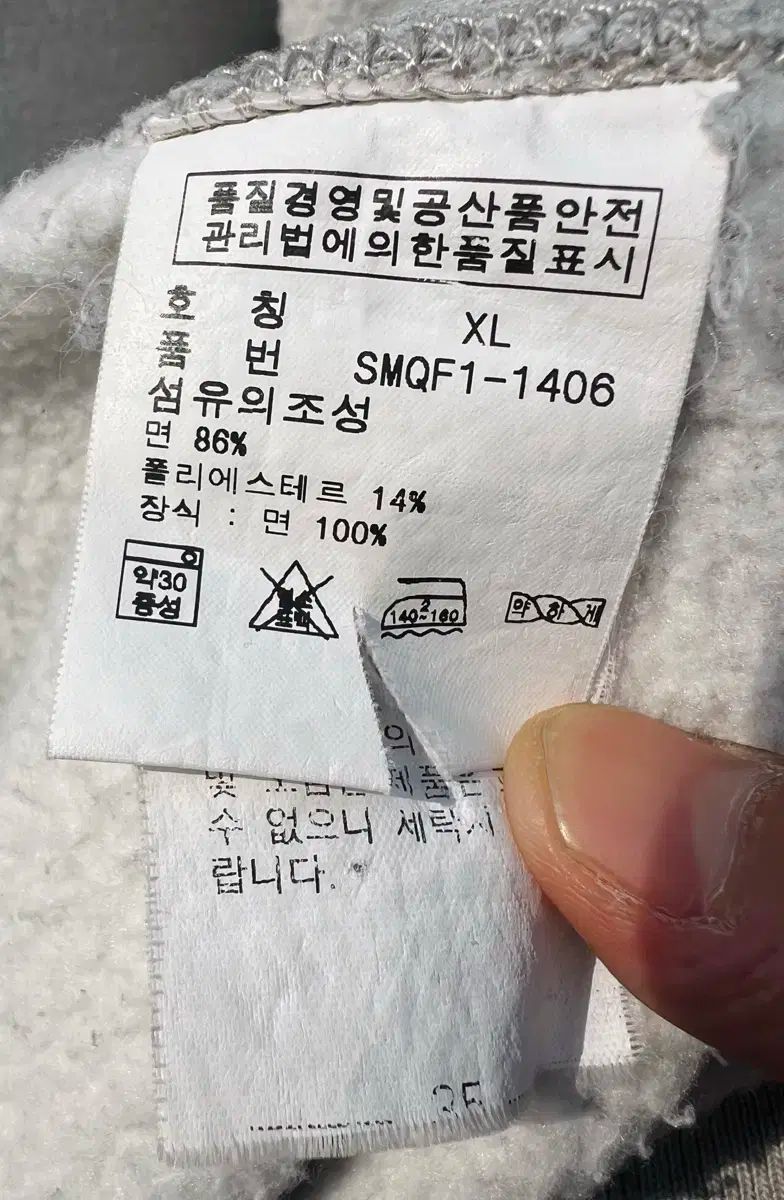 품질경영및공산품안전
관리법에의한품질표시
호 칭 XL
품 번 SMQF1-1406
섬유의조성
면 86%
폴리에스테르 14%
장식 : 면 100%
약30
중성
140~160
2
약하게
의
수 없으니 세탁시
랍니다.